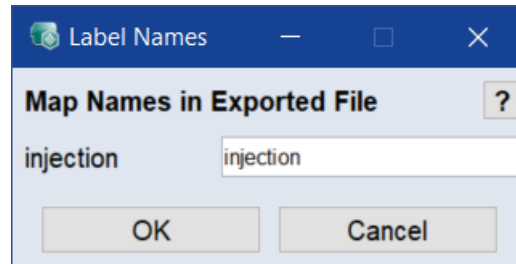 Label Names
Map Names in Exported File ?
injection injection
OK Cancel